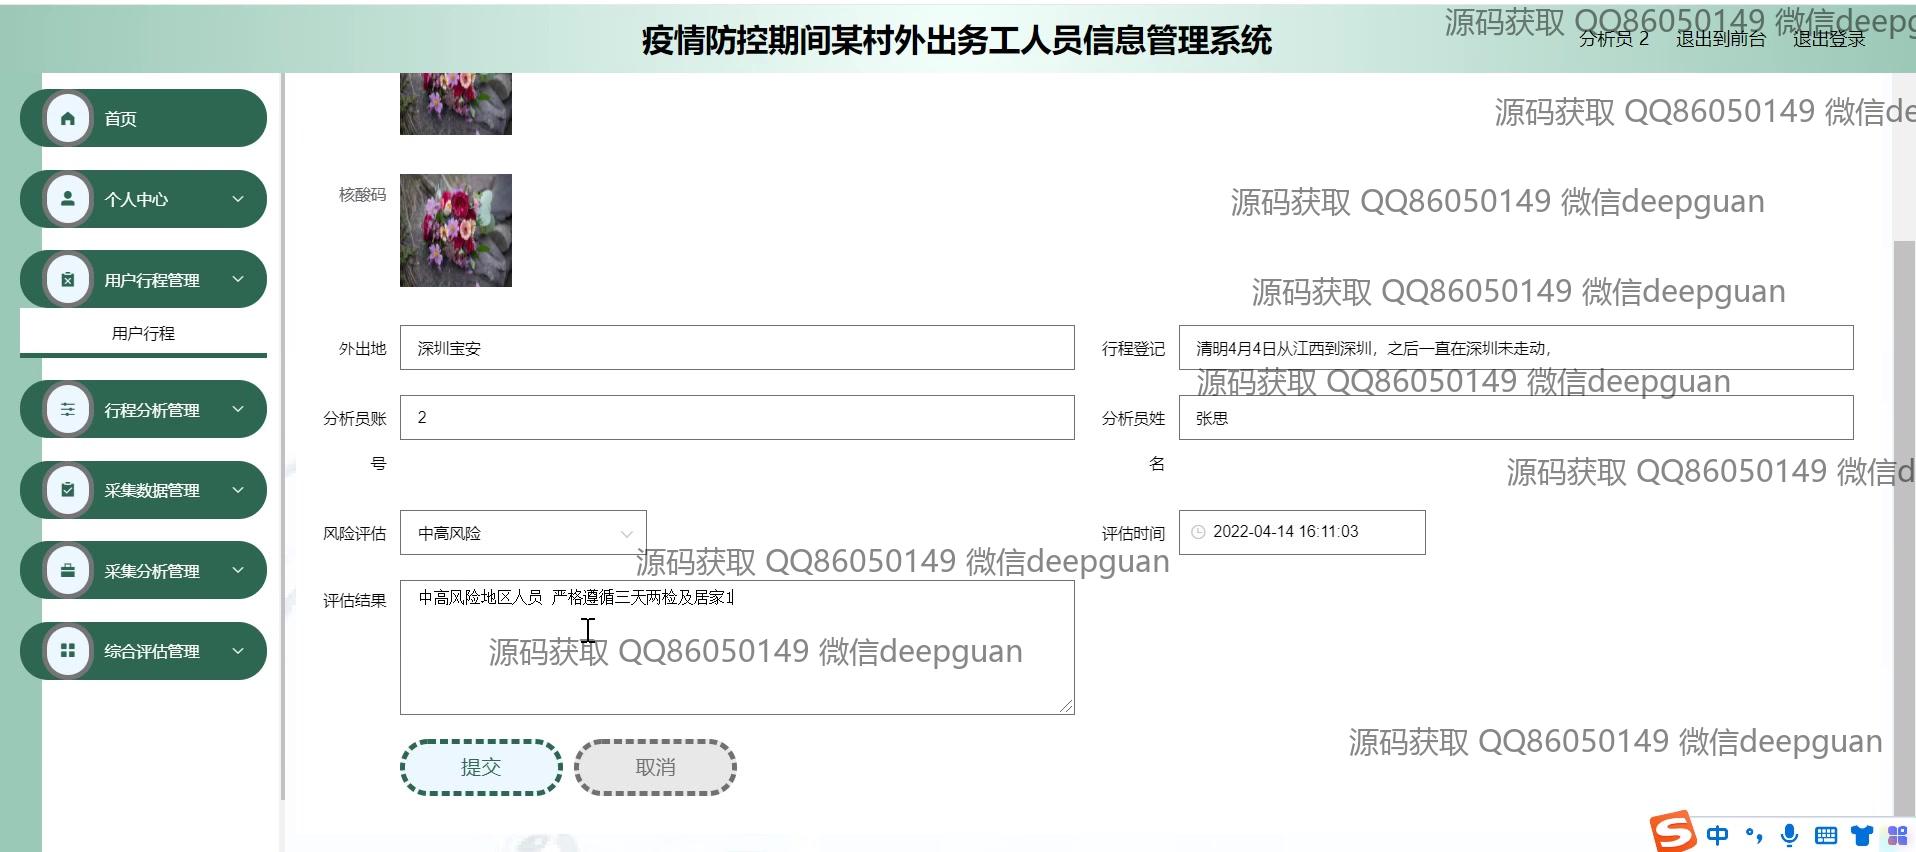 疫情防控期间某村外出务工人员信息管理系统
源码获取 QQ86050149 微信deepg
分析员 2 退出到前台 退出登录
首页
源码获取 QQ86050149 微信de
个人中心
核酸码
源码获取 QQ86050149 微信deepguan
用户行程管理
源码获取 QQ86050149 微信deepguan
用户行程
外出地 深圳宝安 行程登记 清明4月4日从江西到深圳，之后一直在深圳未走动，
源码获取 QQ86050149 微信deepguan
行程分析管理
分析员账号 2 分析员姓名 张思
源码获取 QQ86050149 微信d
采集数据管理
风险评估 中高风险 评估时间 2022-04-14 16:11:03
源码获取 QQ86050149 微信deepguan
采集分析管理
评估结果 中高风险地区人员 严格遵循三天两检及居家1
源码获取 QQ86050149 微信deepguan
综合评估管理
源码获取 QQ86050149 微信deepguan
提交 取消
中